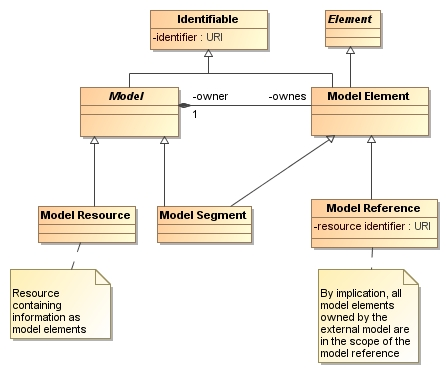 Identifiable
-identifier : URI
Element
Model
-owner
-ownes
1
Model Element
Model Resource
Model Segment
Model Reference
-resource identifier : URI
Resource
containing
information as
model elements
By implication, all
model elements
owned by the
external model are
in the scope of the
model reference